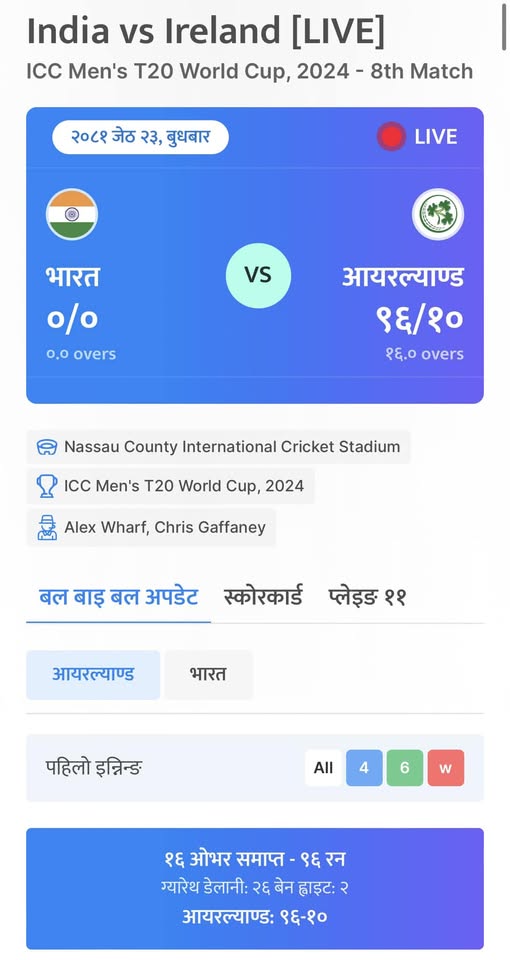 India vs Ireland [LIVE]
ICC Men's T20 World Cup, 2024 - 8th Match
२०८१ जेठ २३, बुधबार
LIVE
भारत
०/०
०.० overs
VS
आयरल्याण्ड
९६/१०
१६.० overs
Nassau County International Cricket Stadium
ICC Men's T20 World Cup, 2024
Alex Wharf, Chris Gaffaney
बल बाइ बल अपडेट स्कोरकार्ड प्लेइङ ११
आयरल्याण्ड भारत
पहिलो इन्निङ All 4 6 w
१६ ओभर समाप्त - ९६ रन
ग्यारेथ डेलानी: २६ बेन ह्वाइट: २
आयरल्याण्ड: ९६-१०